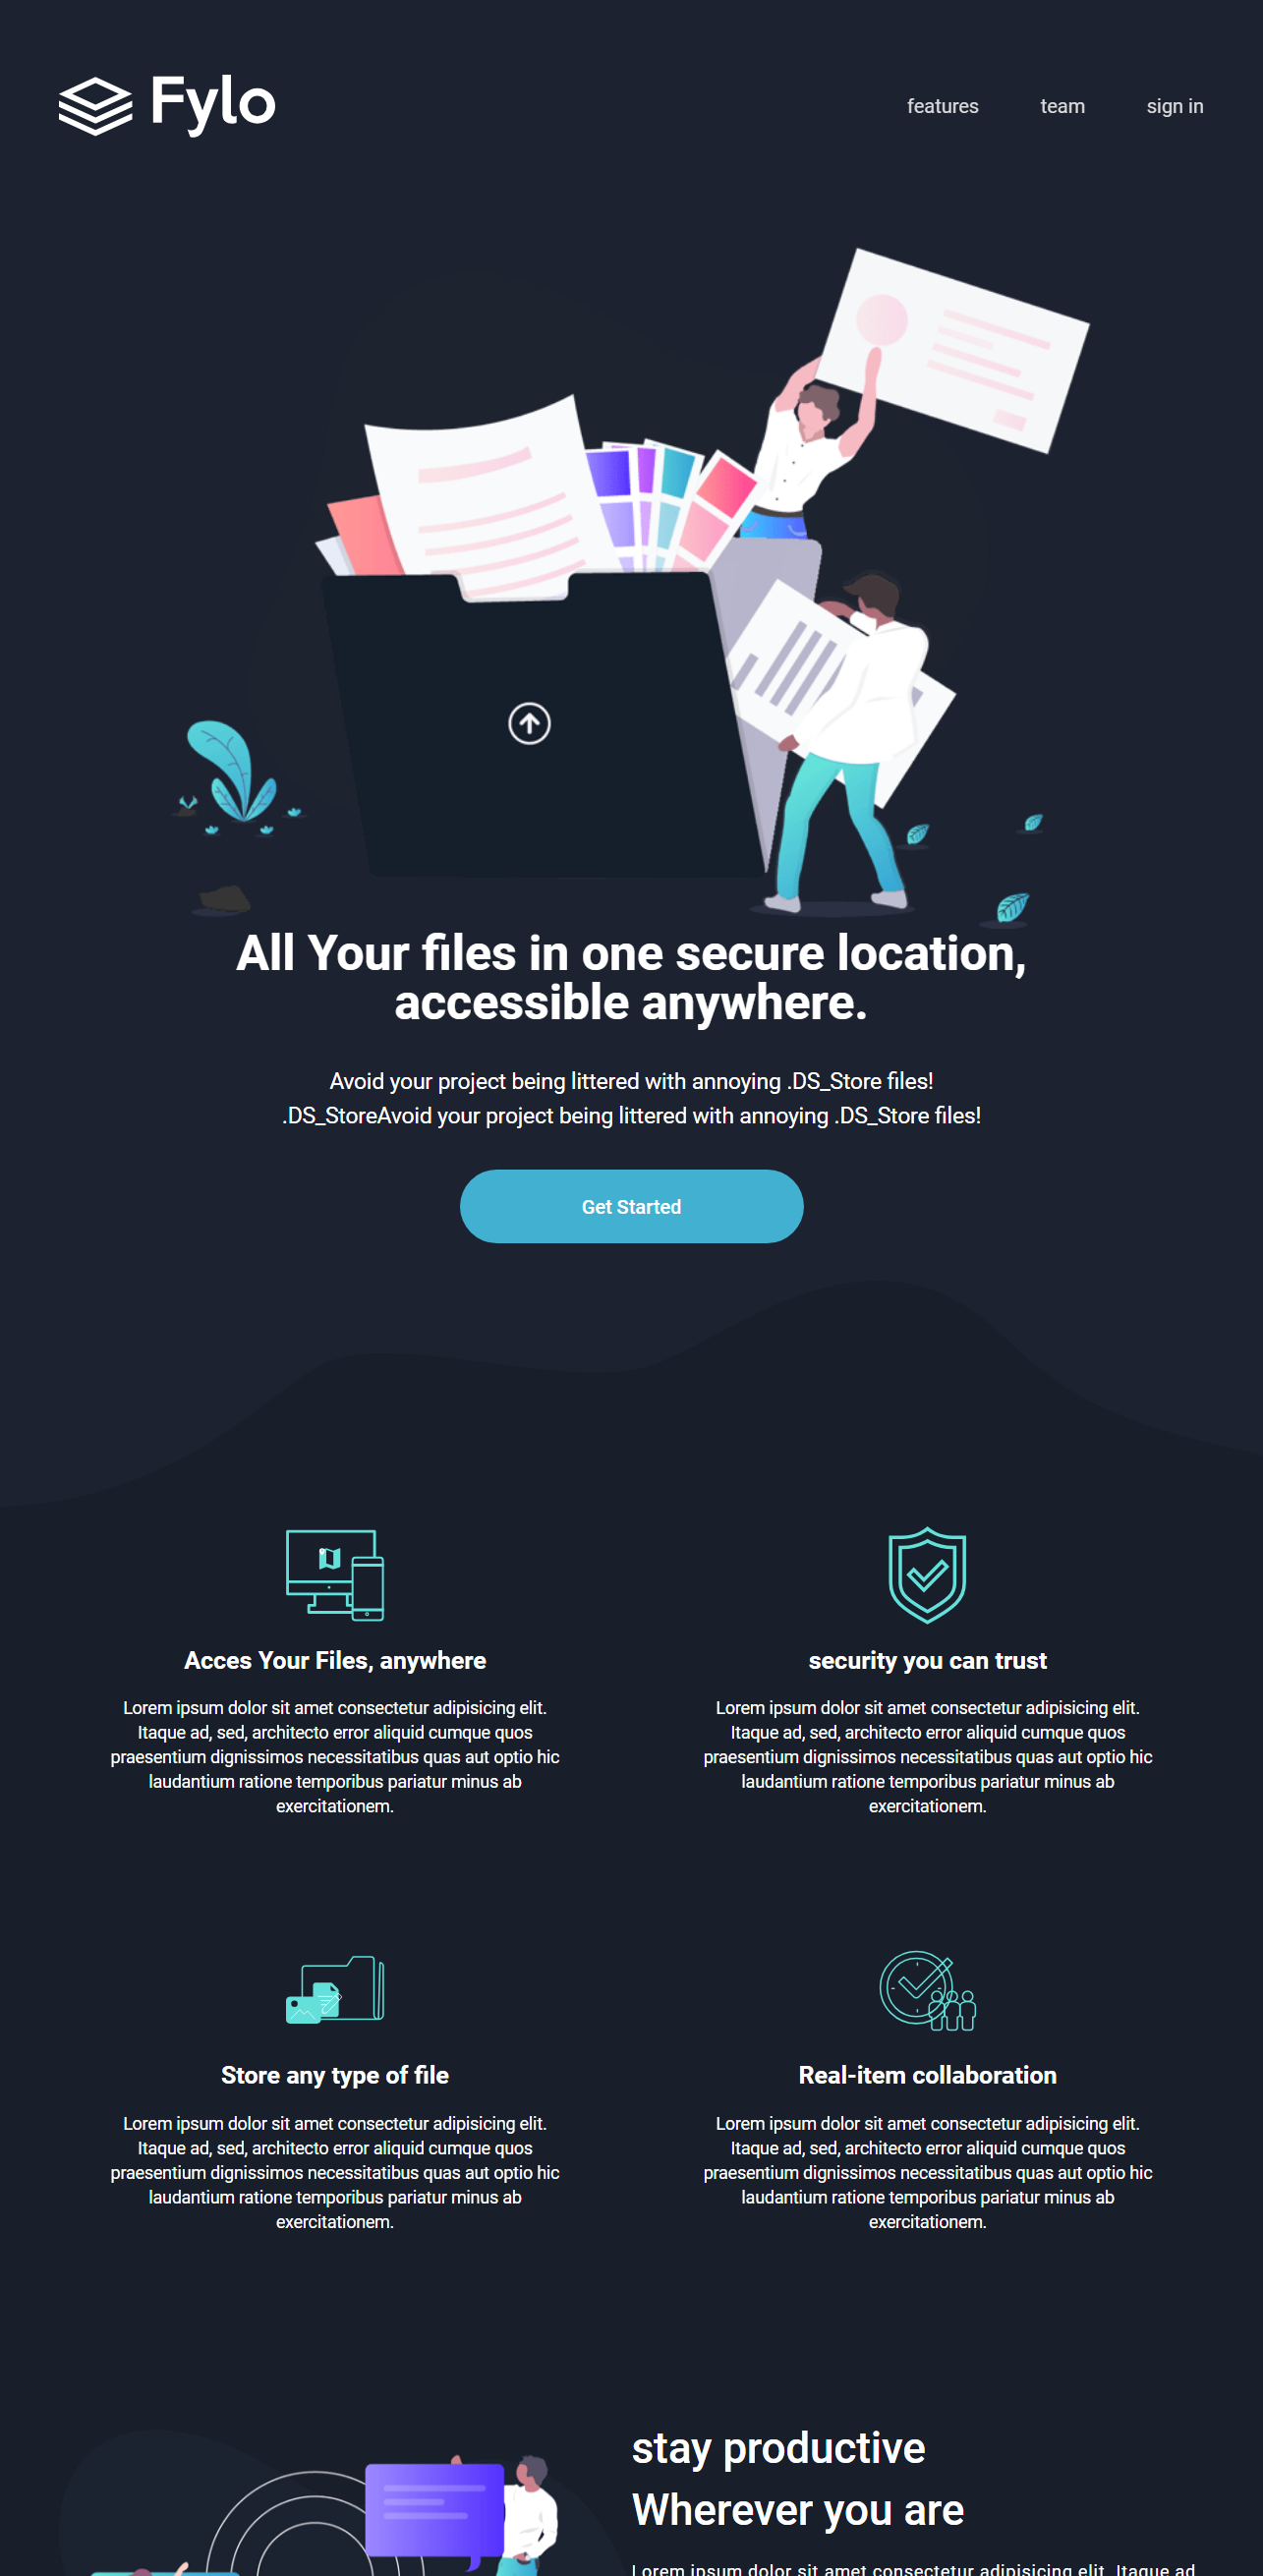 Fylo
features team sign in
All Your files in one secure location,
accessible anywhere.
Avoid your project being littered with annoying .DS_Store files!
.DS_StoreAvoid your project being littered with annoying .DS_Store files!
Get Started
Acces Your Files, anywhere
Lorem ipsum dolor sit amet consectetur adipisicing elit.
Itaque ad, sed, architecto error aliquid cumque quos
praesentium dignissimos necessitatibus quas aut optio hic
laudantium ratione temporibus pariatur minus ab
exercitationem.
security you can trust
Lorem ipsum dolor sit amet consectetur adipisicing elit.
Itaque ad, sed, architecto error aliquid cumque quos
praesentium dignissimos necessitatibus quas aut optio hic
laudantium ratione temporibus pariatur minus ab
exercitationem.
Store any type of file
Lorem ipsum dolor sit amet consectetur adipisicing elit.
Itaque ad, sed, architecto error aliquid cumque quos
praesentium dignissimos necessitatibus quas aut optio hic
laudantium ratione temporibus pariatur minus ab
exercitationem.
Real-item collaboration
Lorem ipsum dolor sit amet consectetur adipisicing elit.
Itaque ad, sed, architecto error aliquid cumque quos
praesentium dignissimos necessitatibus quas aut optio hic
laudantium ratione temporibus pariatur minus ab
exercitationem.
stay productive
Wherever you are
Lorem ipsum dolor sit amet consectetur adipisicing elit. Itaque ad